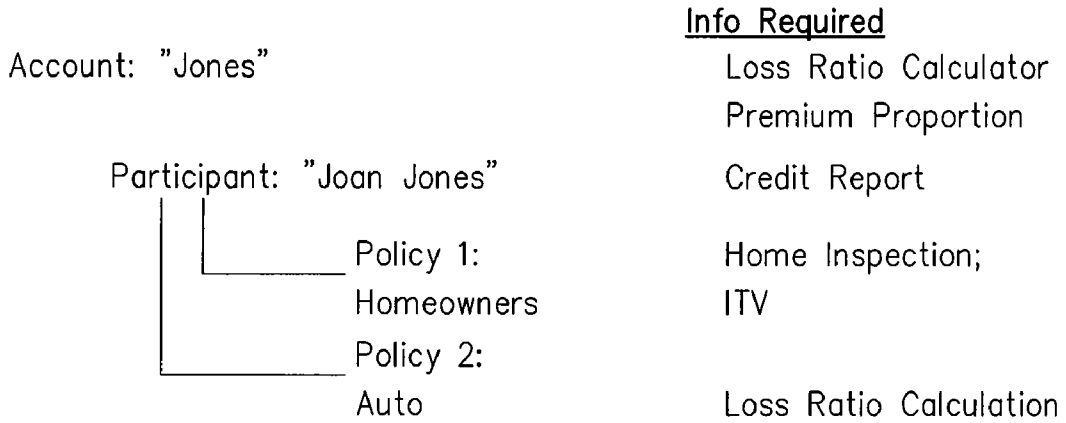 Info Required
Account: "Jones" Loss Ratio Calculator
Premium Proportion
Participant: "Joan Jones" Credit Report
Policy 1: Home Inspection;
Homeowners ITV
Policy 2:
Auto Loss Ratio Calculation